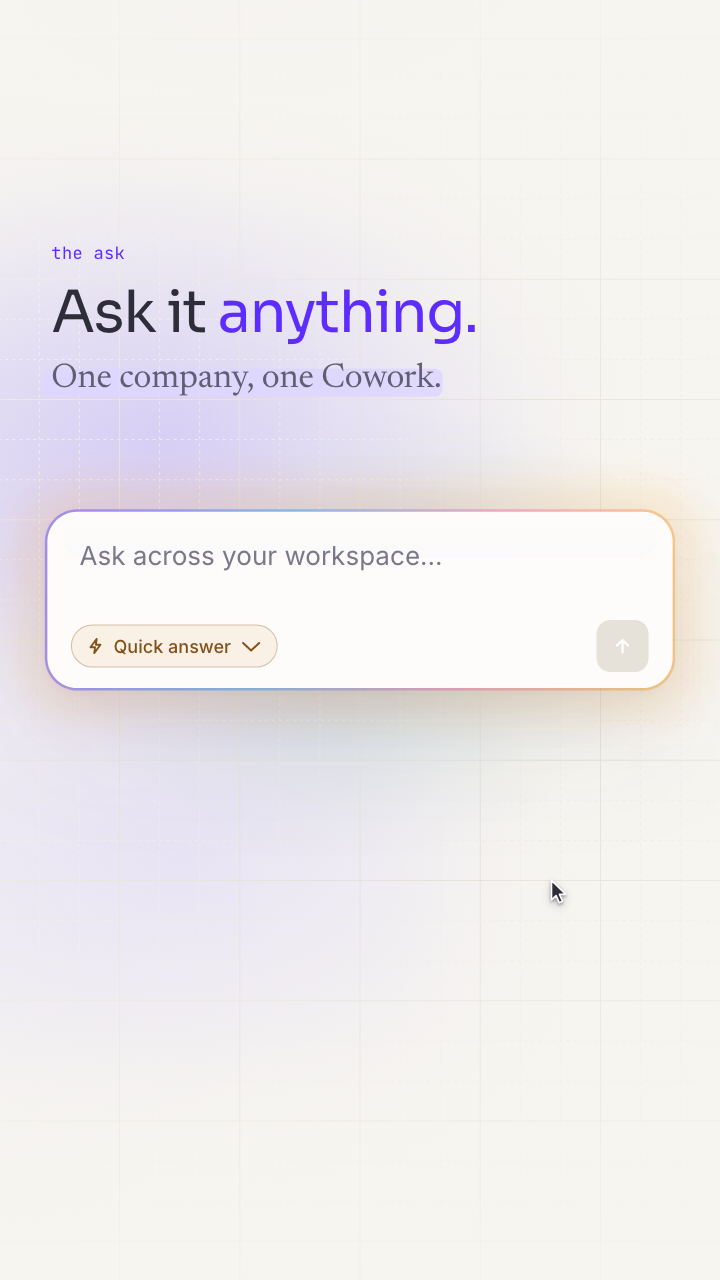 the ask
Ask it anything.
One company, one Cowork.
Ask across your workspace...
Quick answer